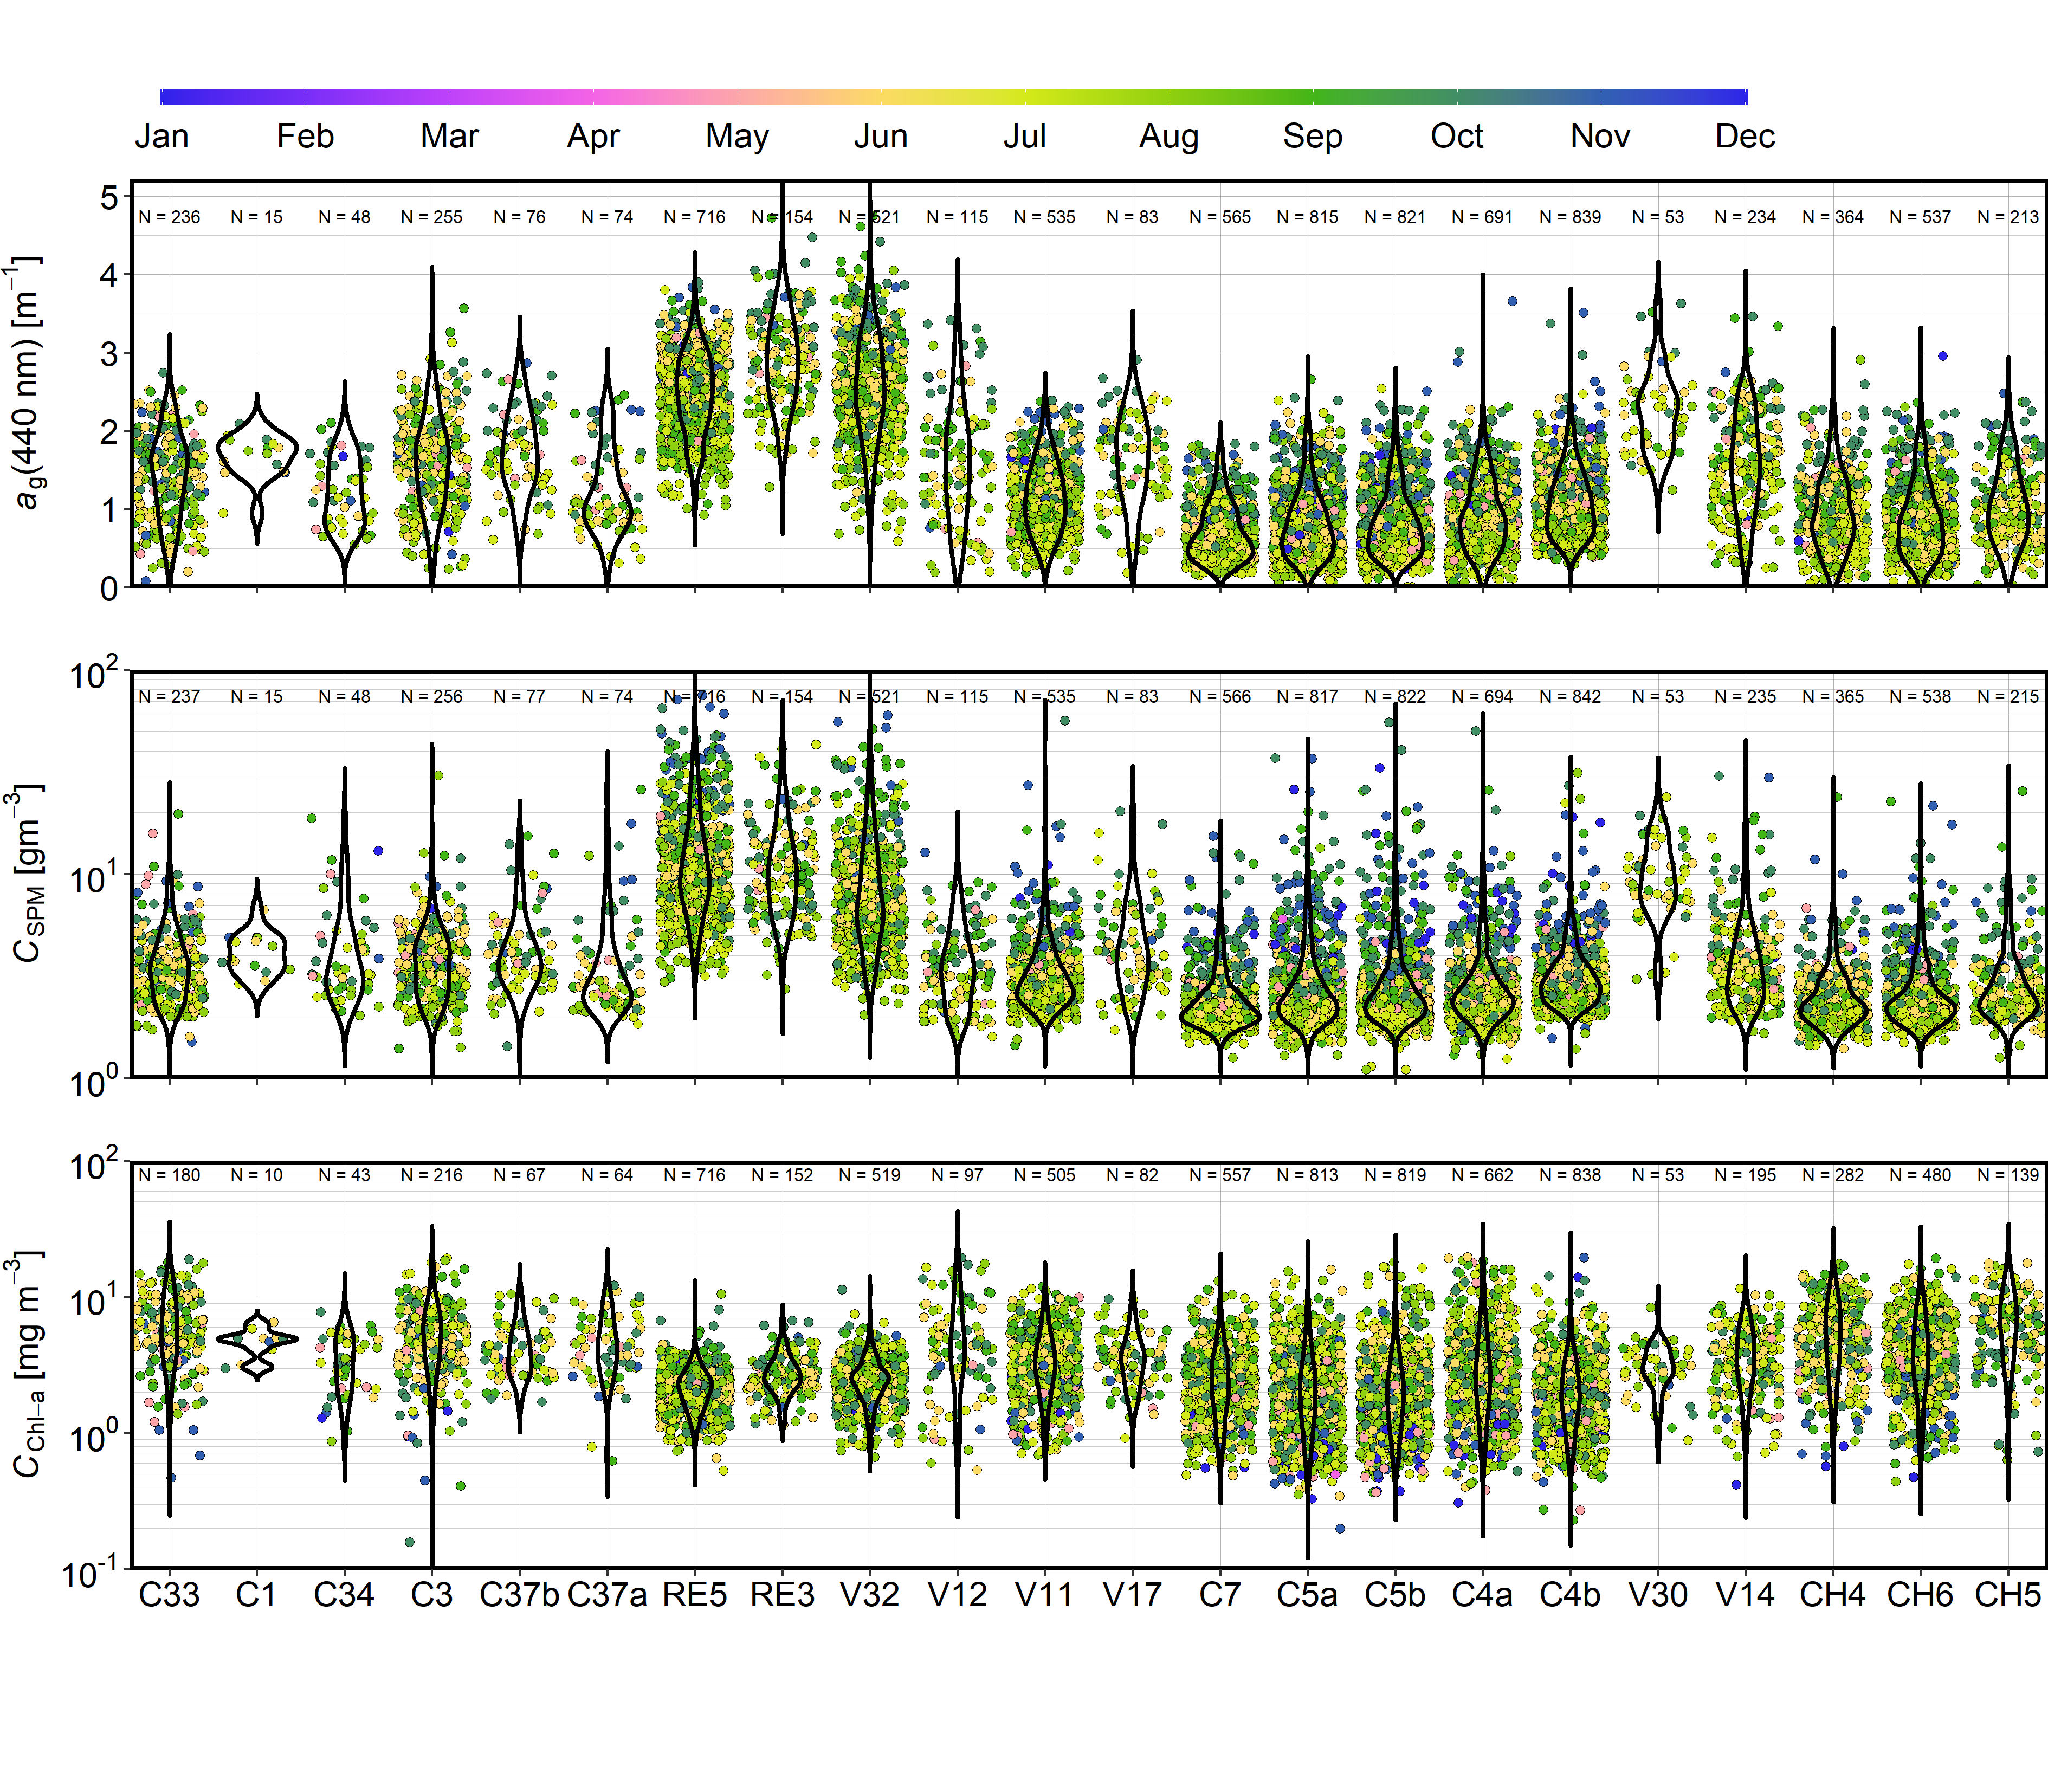 Jan Feb Mar Apr May Jun Jul Aug Sep Oct Nov Dec
a_g(440 nm) [m⁻¹]
5
4
3
2
1
0
N = 236 N = 15 N = 48 N = 255 N = 76 N = 74 N = 716 N = 154 N = 521 N = 115 N = 535 N = 83 N = 565 N = 815 N = 821 N = 691 N = 839 N = 53 N = 234 N = 364 N = 537 N = 213
C_SPM [gm⁻³]
10²
10¹
10⁰
N = 237 N = 15 N = 48 N = 256 N = 77 N = 74 N = 716 N = 154 N = 521 N = 115 N = 535 N = 83 N = 566 N = 817 N = 822 N = 694 N = 842 N = 53 N = 235 N = 365 N = 538 N = 215
C_Chl–a [mg m⁻³]
10²
10¹
10⁰
10⁻¹
N = 180 N = 10 N = 43 N = 216 N = 67 N = 64 N = 716 N = 152 N = 519 N = 97 N = 505 N = 82 N = 557 N = 813 N = 819 N = 662 N = 838 N = 53 N = 195 N = 282 N = 480 N = 139
C33 C1 C34 C3 C37b C37a RE5 RE3 V32 V12 V11 V17 C7 C5a C5b C4a C4b V30 V14 CH4 CH6 CH5